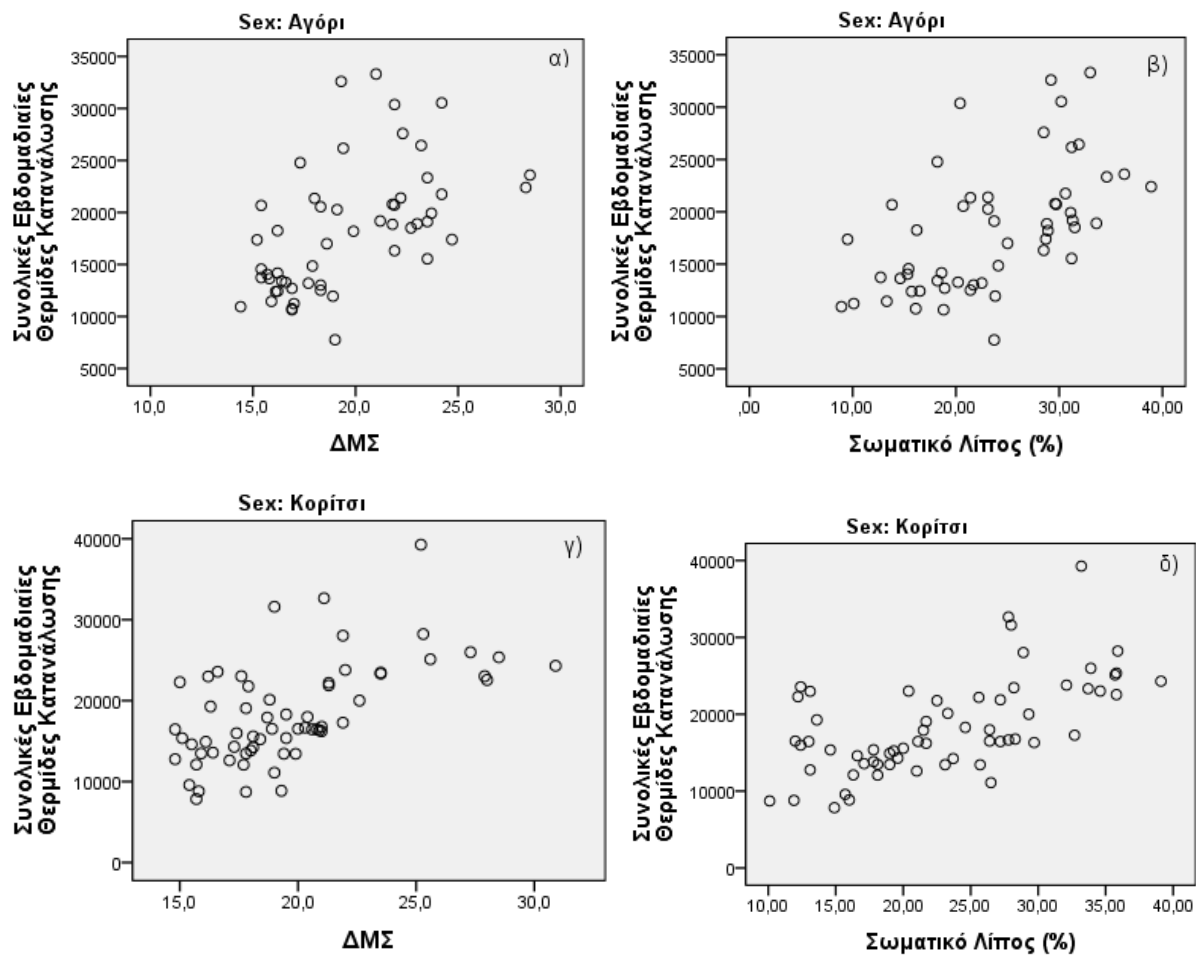 Sex: Αγόρι
α)
Συνολικές Εβδομαδιαίες
Θερμίδες Κατανάλωσης
35000
30000
25000
20000
15000
10000
5000
10,0 15,0 20,0 25,0 30,0
ΔΜΣ
Sex: Αγόρι
β)
Συνολικές Εβδομαδιαίες
Θερμίδες Κατανάλωσης
35000
30000
25000
20000
15000
10000
5000
,00 10,00 20,00 30,00 40,00
Σωματικό Λίπος (%)
Sex: Κορίτσι
γ)
Συνολικές Εβδομαδιαίες
Θερμίδες Κατανάλωσης
40000
30000
20000
10000
0
15,0 20,0 25,0 30,0
ΔΜΣ
Sex: Κορίτσι
δ)
Συνολικές Εβδομαδιαίες
Θερμίδες Κατανάλωσης
40000
30000
20000
10000
0
10,00 15,00 20,00 25,00 30,00 35,00 40,00
Σωματικό Λίπος (%)